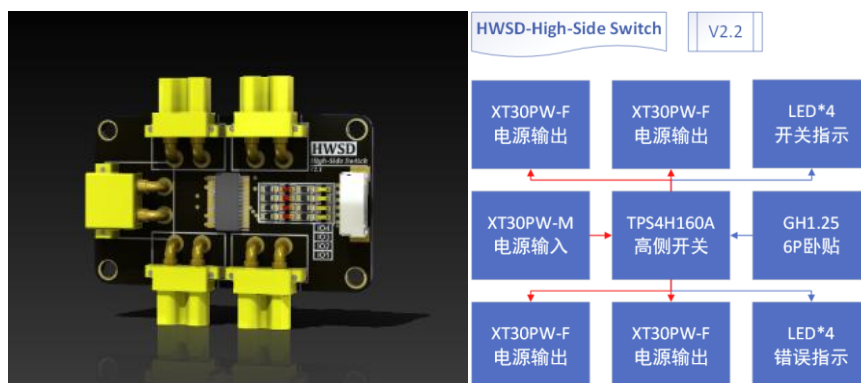 HWSD
High-Side Switch
IO4
IO3
IO2
IO1
HWSD-High-Side Switch
V2.2
XT30PW-F
电源输出
XT30PW-F
电源输出
LED*4
开关指示
XT30PW-M
电源输入
TPS4H160A
高侧开关
GH1.25
6P卧贴
XT30PW-F
电源输出
XT30PW-F
电源输出
LED*4
错误指示